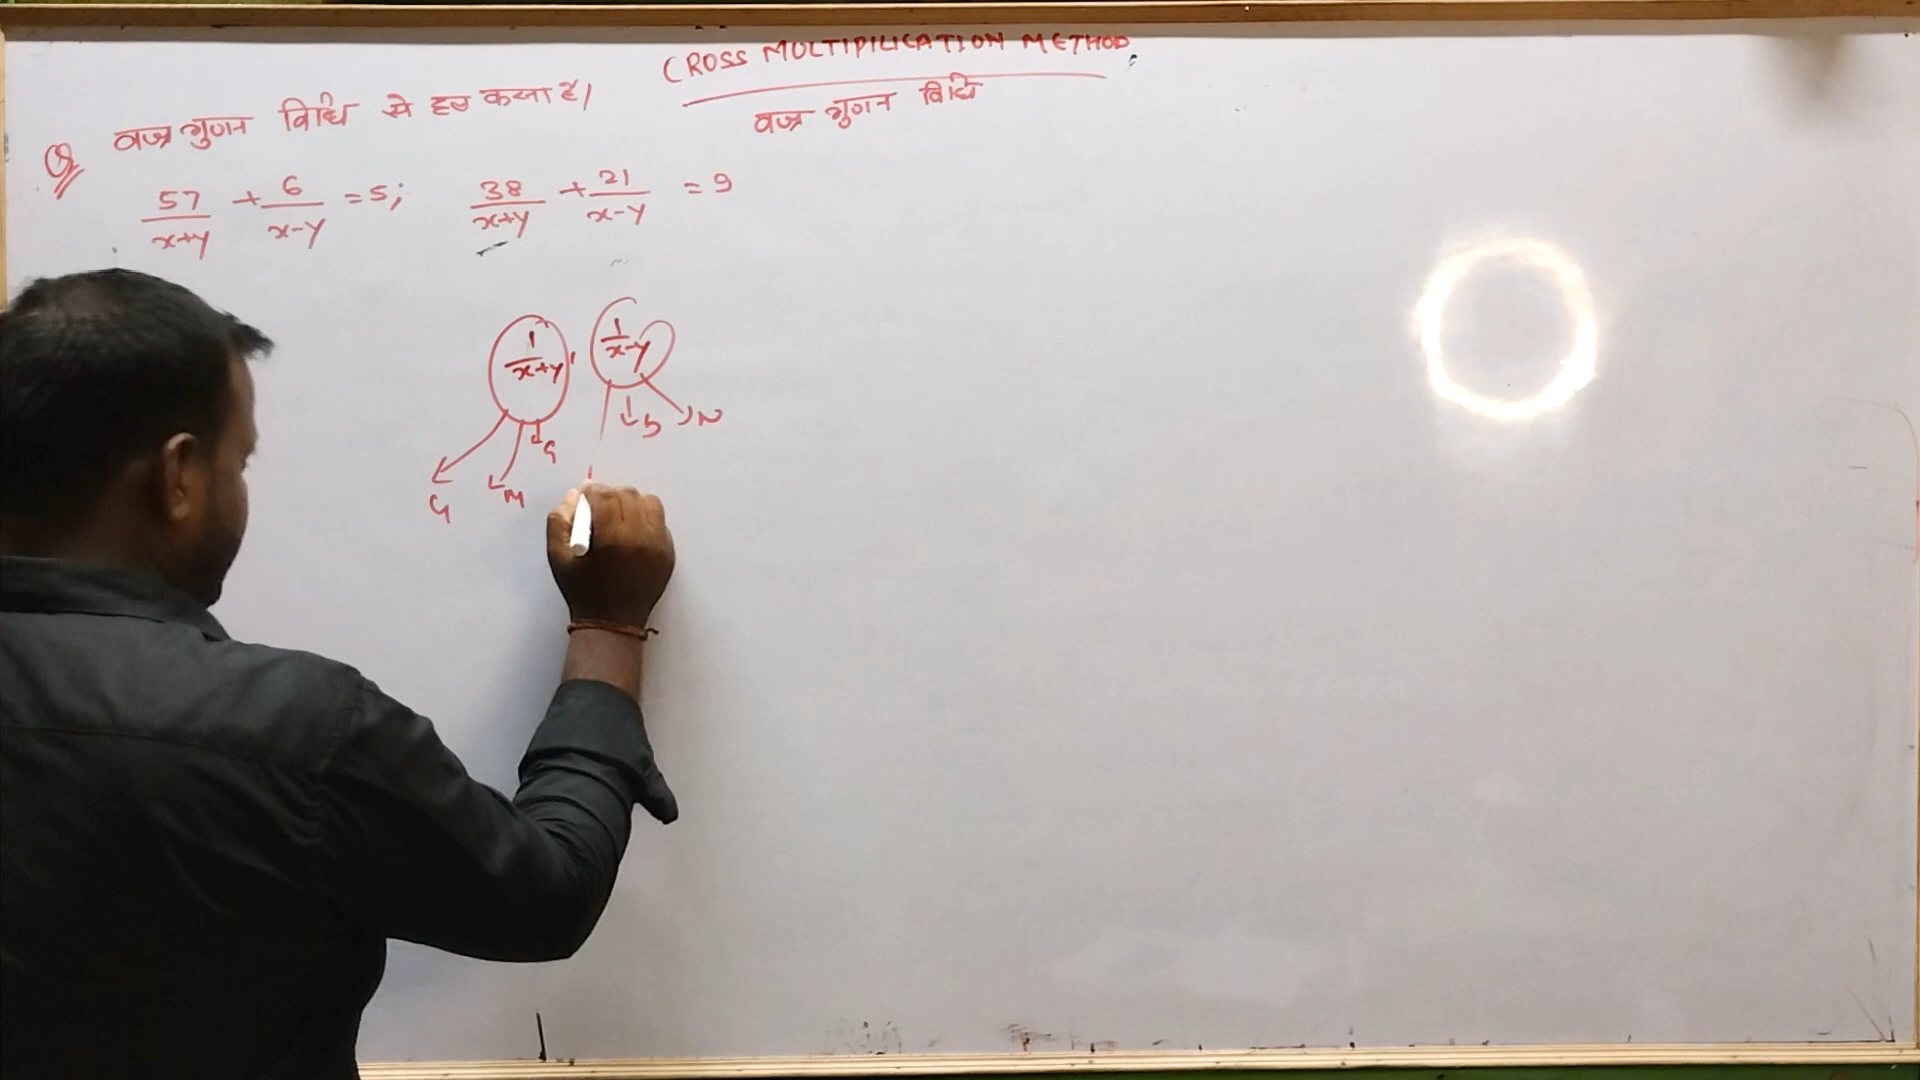 CROSS MULTIPILICATION METHOD
वज्र गुणन विधि
वज्र गुणन विधि से हल करना है।
Q 57/(x+y) + 6/(x-y) = 5; 38/(x+y) + 21/(x-y) = 9
1/(x+y), 1/(x-y)
b N
a
M